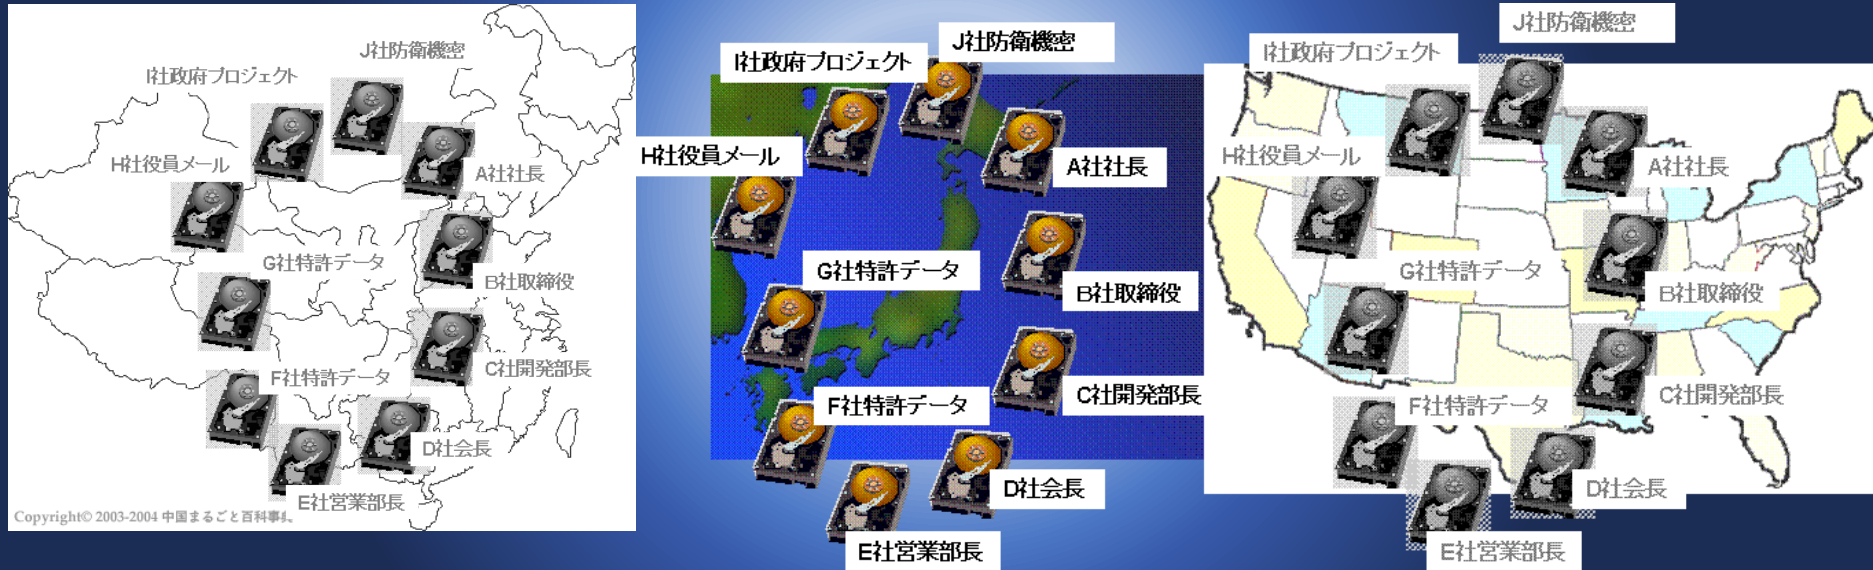 J社防衛機密
I社政府プロジェクト
H社役員メール
A社社長
G社特許データ
B社取締役
C社開発部長
F社特許データ
D社会長
E社営業部長
Copyright© 2003-2004 中国まるごと百科事
J社防衛機密
I社政府プロジェクト
H社役員メール
A社社長
G社特許データ
B社取締役
C社開発部長
F社特許データ
D社会長
E社営業部長
J社防衛機密
I社政府プロジェクト
H社役員メール
A社社長
G社特許データ
B社取締役
C社開発部長
F社特許データ
D社会長
E社営業部長